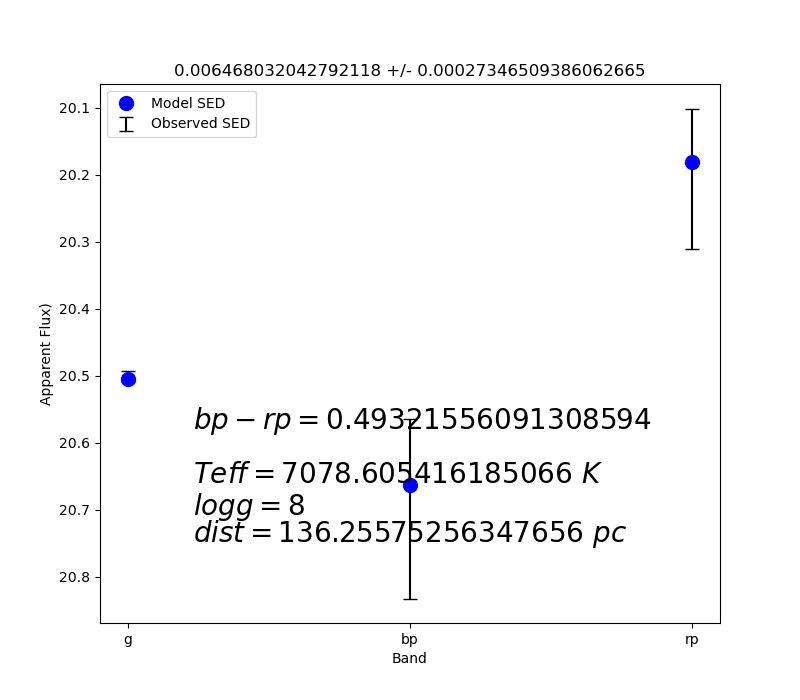 0.006468032042792118 +/- 0.00027346509386062665
Model SED
Observed SED
20.1
20.2
20.3
20.4
20.5
20.6
20.7
20.8
Apparent Flux)
bp − rp = 0.49321556091308594
Teff = 7078.605416185066 K
logg = 8
dist = 136.25575256347656 pc
g bp rp
Band